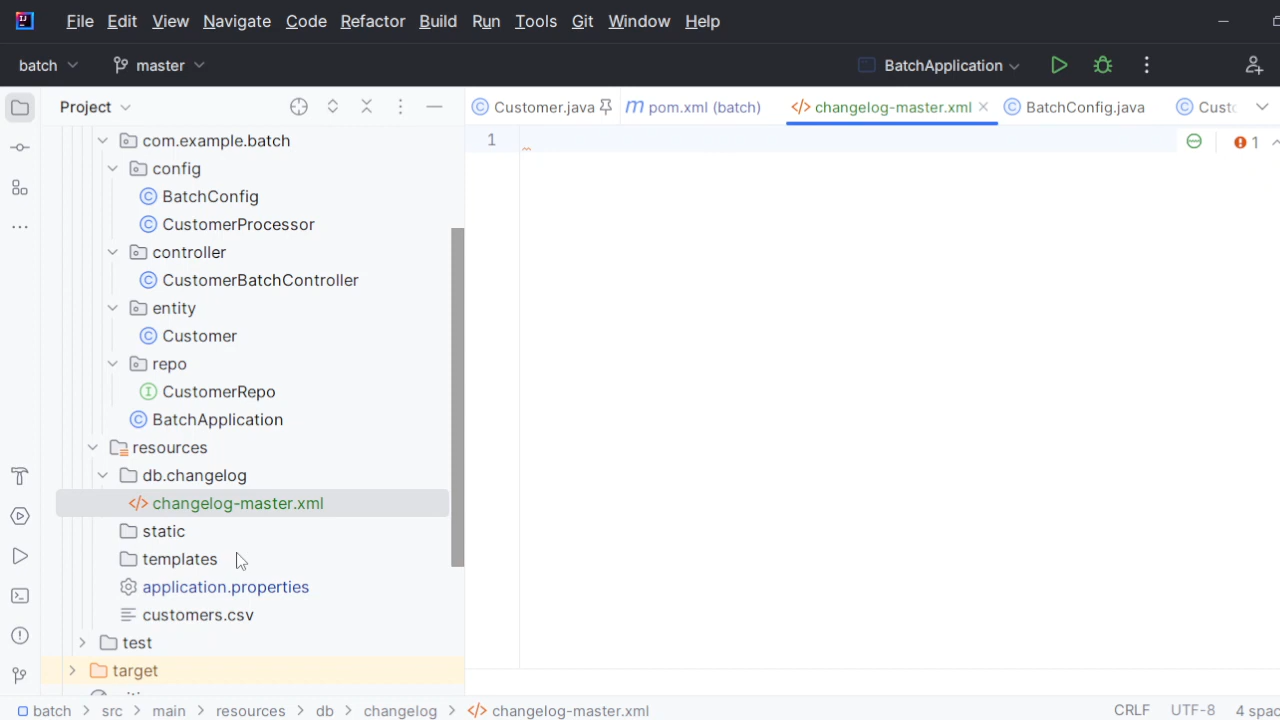 File Edit View Navigate Code Refactor Build Run Tools Git Window Help
batch master BatchApplication
Project
Customer.java pom.xml (batch) changelog-master.xml BatchConfig.java Custo
1
1
com.example.batch
config
BatchConfig
CustomerProcessor
controller
CustomerBatchController
entity
Customer
repo
CustomerRepo
BatchApplication
resources
db.changelog
changelog-master.xml
static
templates
application.properties
customers.csv
test
target
batch > src > main > resources > db > changelog > changelog-master.xml
CRLF UTF-8 4 spac